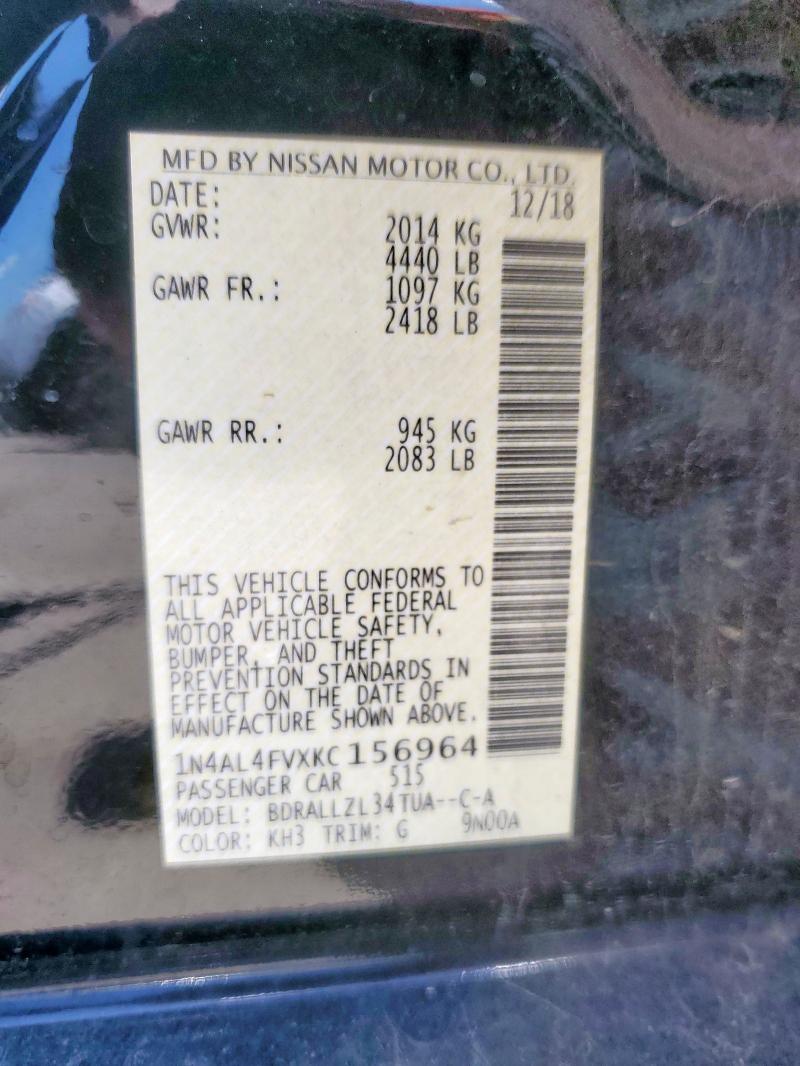 MFD BY NISSAN MOTOR CO., LTD.
DATE: 12/18
GVWR: 2014 KG
4440 LB
GAWR FR.: 1097 KG
2418 LB
GAWR RR.: 945 KG
2083 LB
THIS VEHICLE CONFORMS TO
ALL APPLICABLE FEDERAL
MOTOR VEHICLE SAFETY,
BUMPER, AND THEFT
PREVENTION STANDARDS IN
EFFECT ON THE DATE OF
MANUFACTURE SHOWN ABOVE.
1N4AL4FVXKC156964
PASSENGER CAR 515
MODEL: BDRALLZL34TUA--C-A
COLOR: KH3 TRIM: G 9N00A